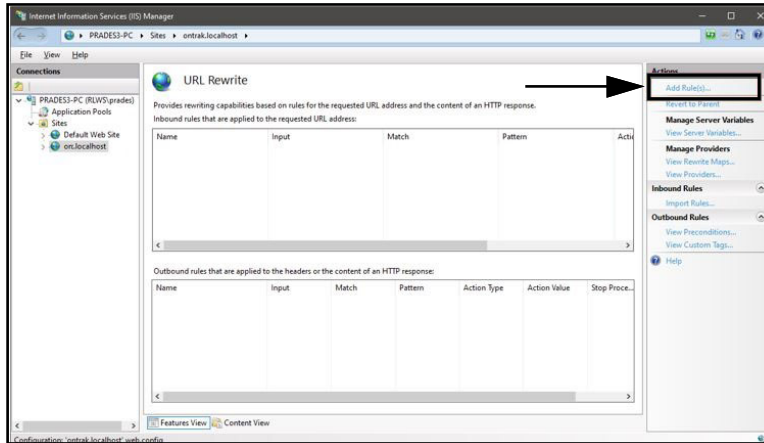 Internet Information Services (IIS) Manager
PRADES3-PC Sites ontrak.localhost
File View Help
Connections
PRADES3-PC (RLWS\prades)
Application Pools
Sites
Default Web Site
on.localhost
URL Rewrite
Provides rewriting capabilities based on rules for the requested URL address and the content of an HTTP response.
Inbound rules that are applied to the requested URL address:
Name Input Match Pattern Actio
Outbound rules that are applied to the headers or the content of an HTTP response:
Name Input Match Pattern Action Type Action Value Stop Proce...
Features View Content View
Configuration: 'ontrak.localhost' web.config
Actions
Add Rule(s)...
Revert to Parent
Manage Server Variables
View Server Variables...
Manage Providers
View Rewrite Maps...
View Providers...
Inbound Rules
Import Rules...
Outbound Rules
View Preconditions...
View Custom Tags...
Help